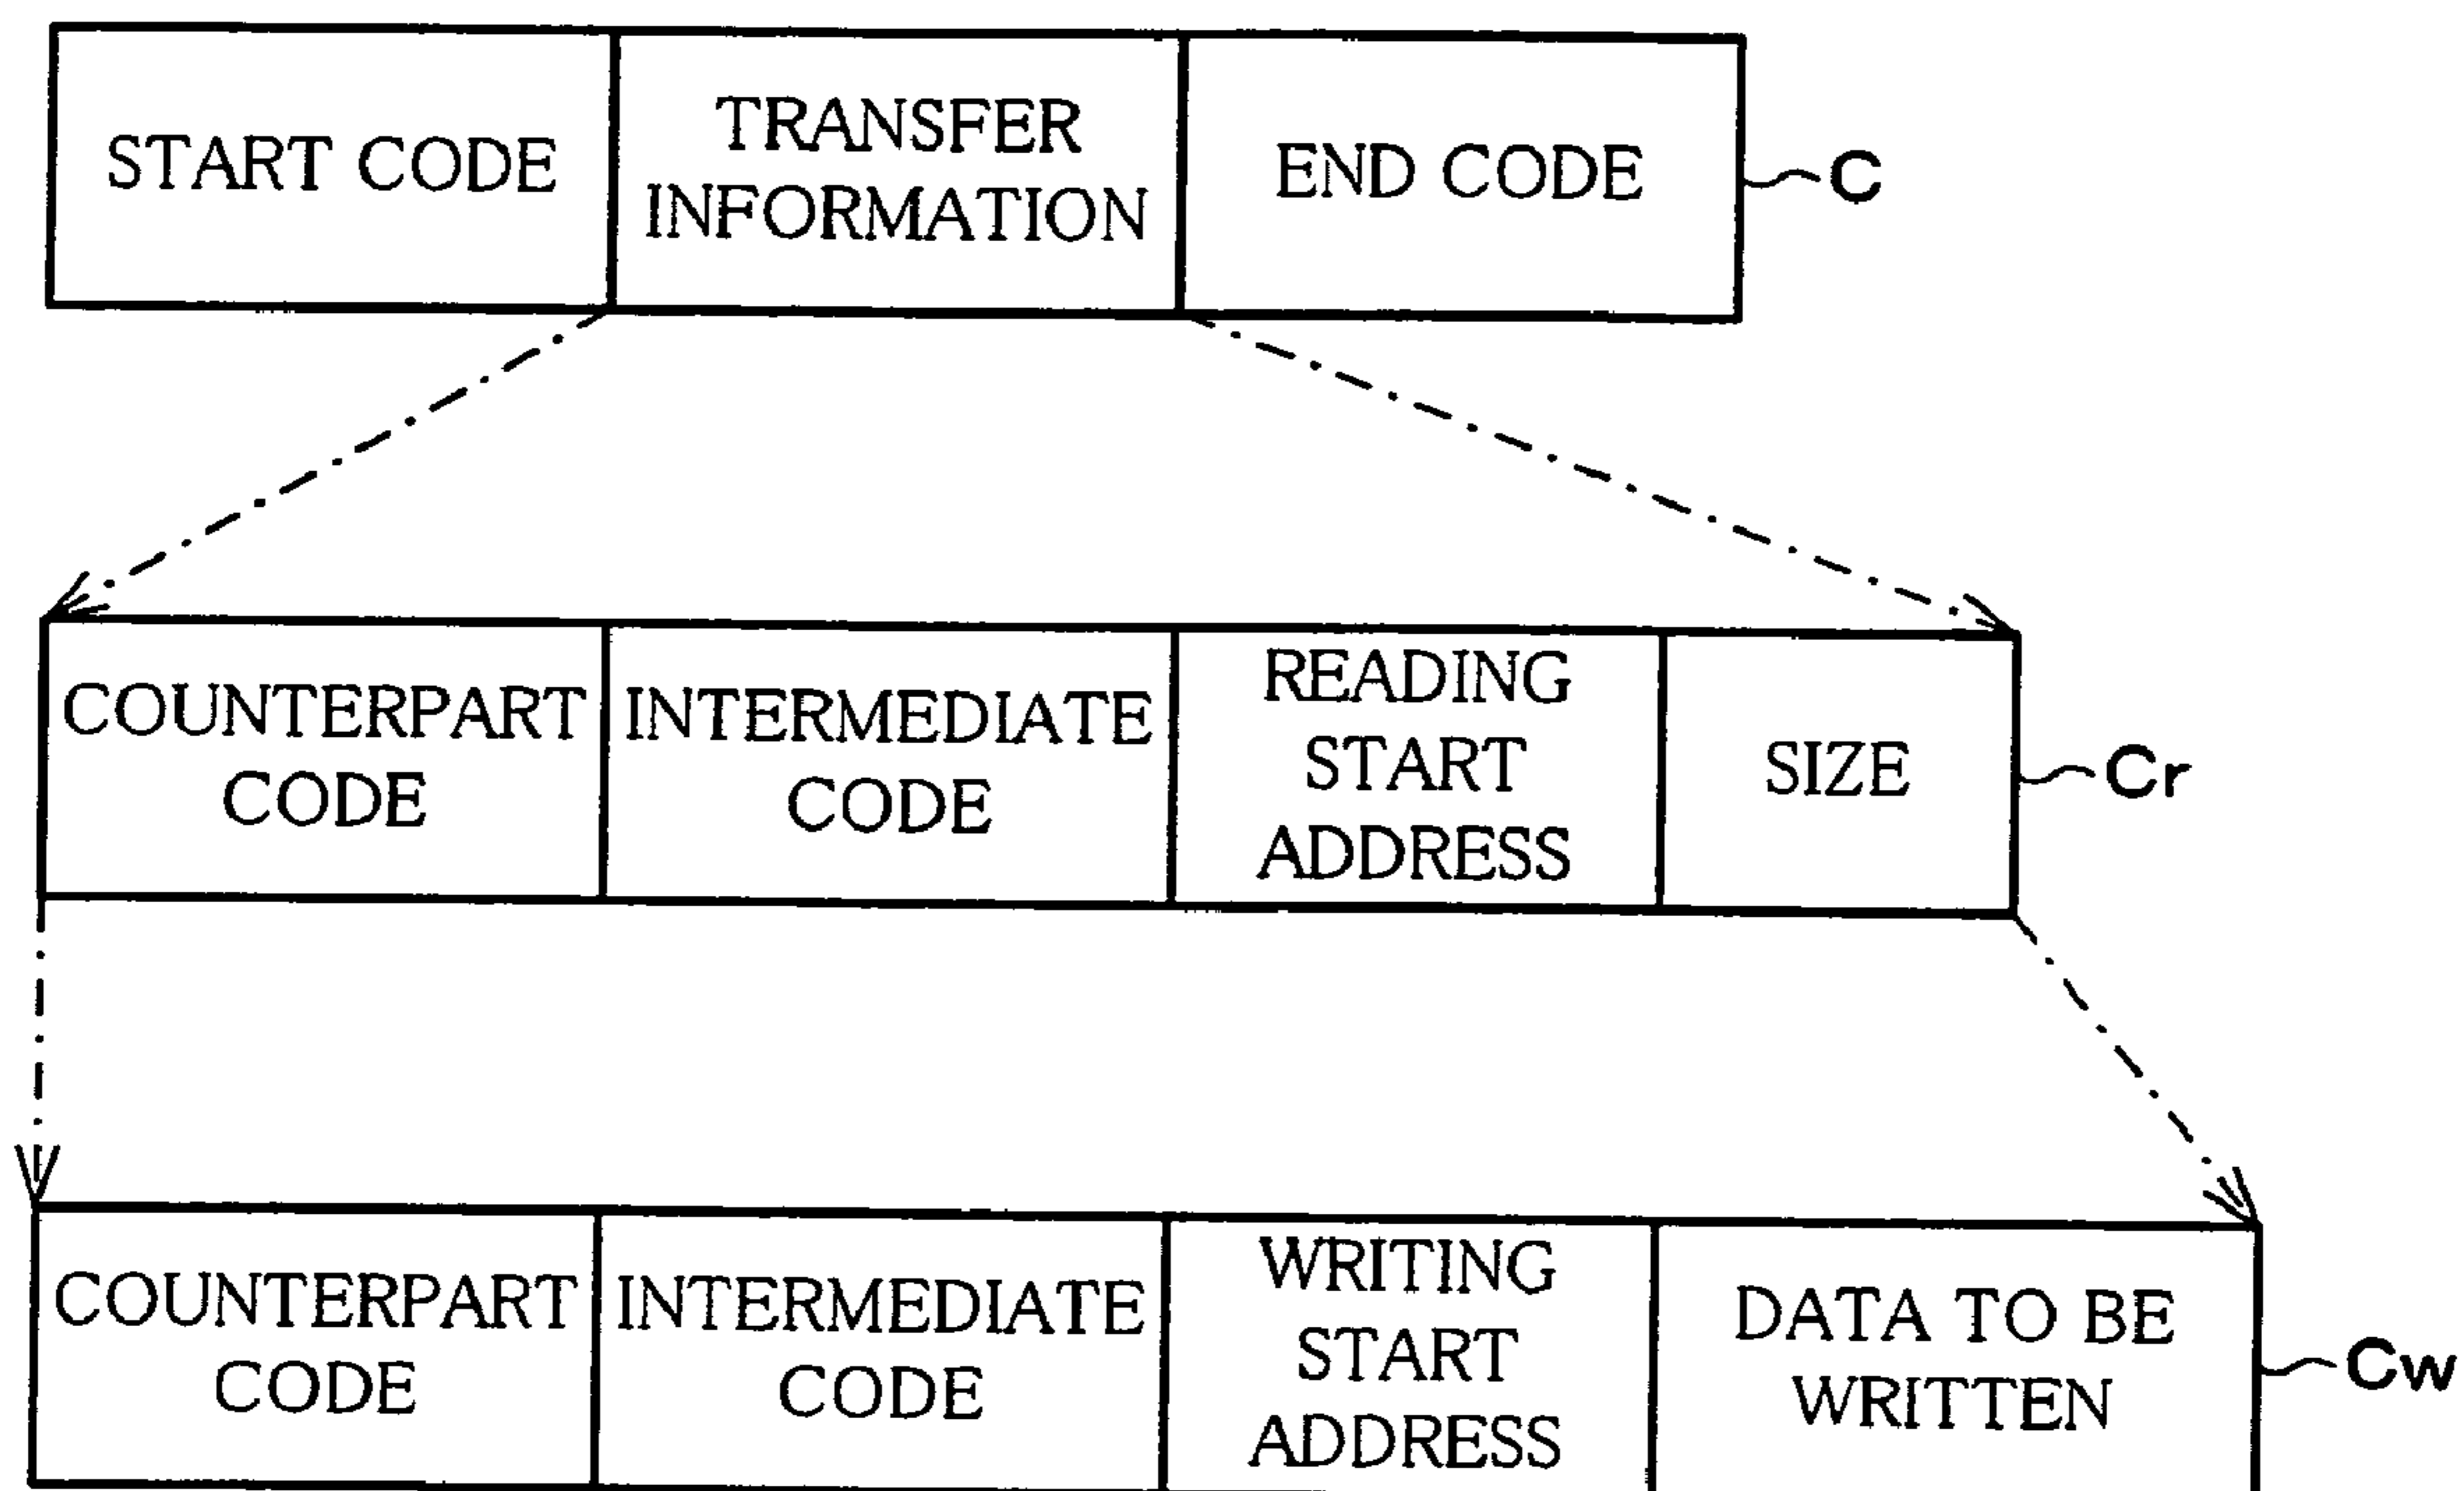 START CODE
TRANSFER
INFORMATION
END CODE
C
COUNTERPART
CODE
INTERMEDIATE
CODE
READING
START
ADDRESS
SIZE
Cr
COUNTERPART
CODE
INTERMEDIATE
CODE
WRITING
START
ADDRESS
DATA TO BE
WRITTEN
Cw